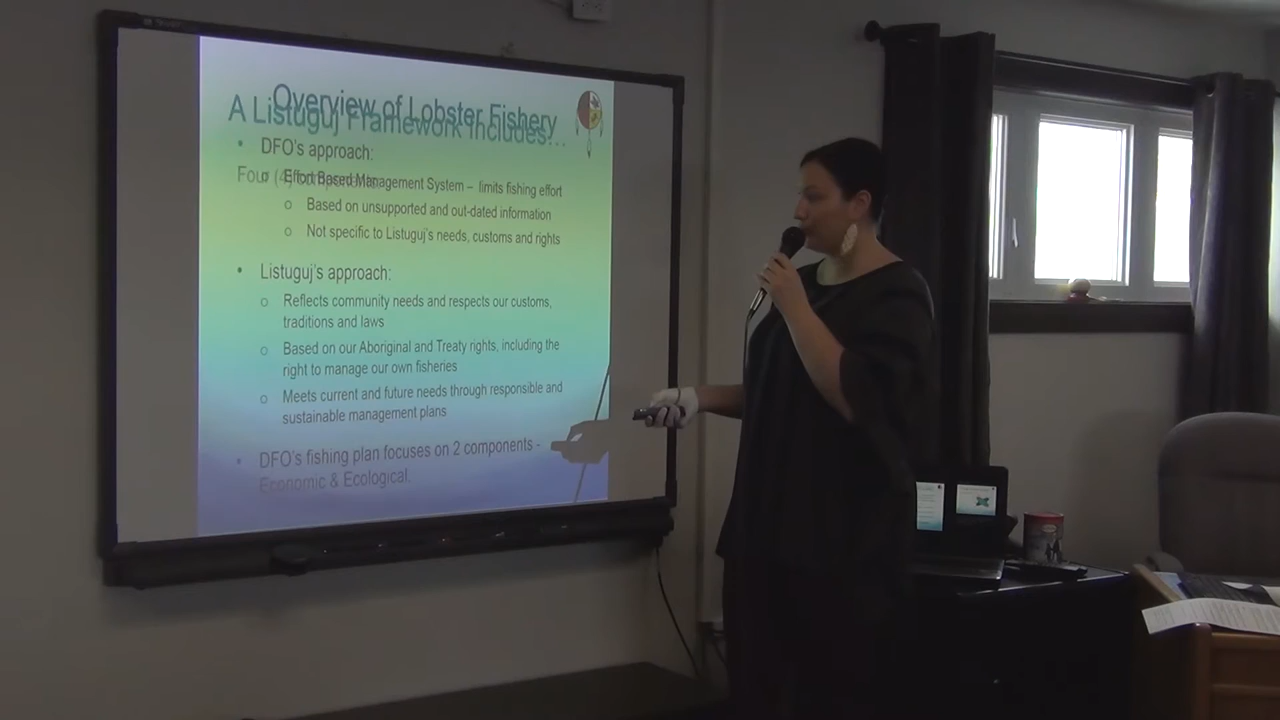 Overview of Lobster Fishery
A Listuguj Framework Includes...
• DFO's approach:
Four (4) components
o Effort Based Management System – limits fishing effort
o Based on unsupported and out-dated information
o Not specific to Listuguj's needs, customs and rights
• Listuguj's approach:
o Reflects community needs and respects our customs,
traditions and laws
o Based on our Aboriginal and Treaty rights, including the
right to manage our own fisheries
o Meets current and future needs through responsible and
sustainable management plans
• DFO's fishing plan focuses on 2 components -
Economic & Ecological.